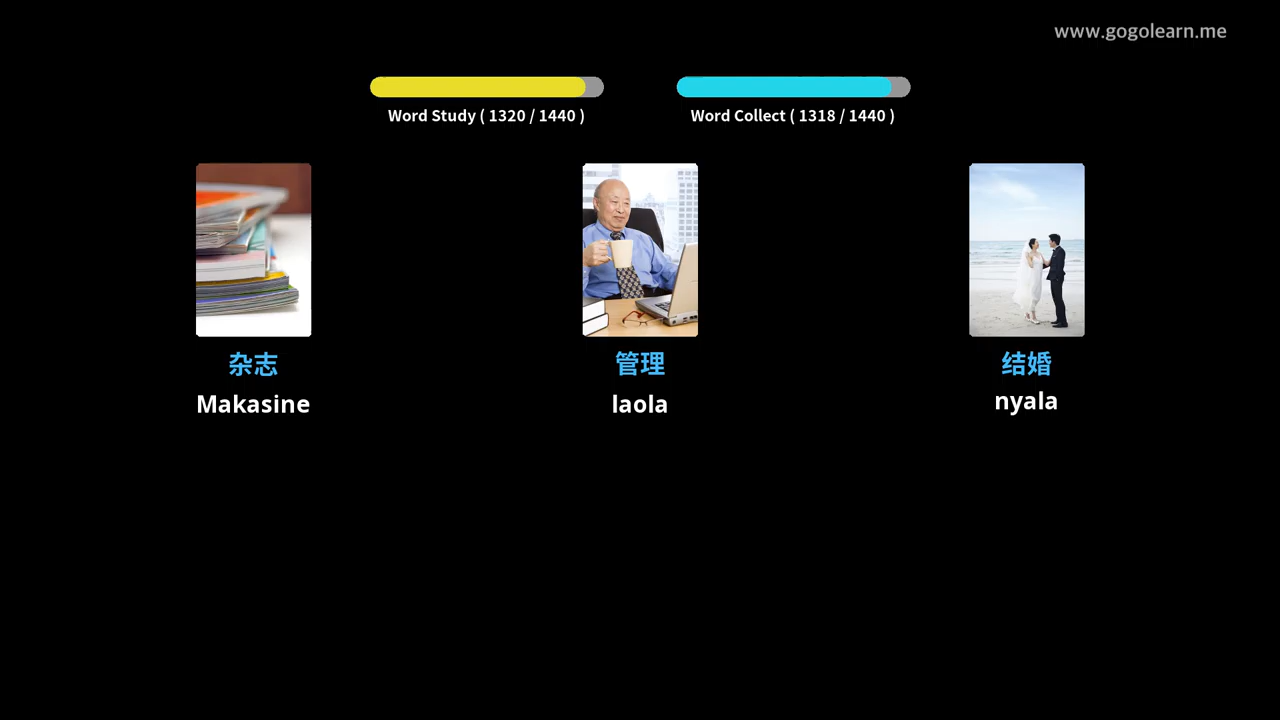 www.gogolearn.me
Word Study ( 1320 / 1440 )
Word Collect ( 1318 / 1440 )
杂志
管理
结婚
Makasine
laola
nyala